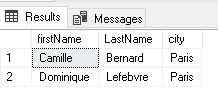 Results Messages
firstName LastName city
1 Camille Bernard Paris
2 Dominique Lefebvre Paris